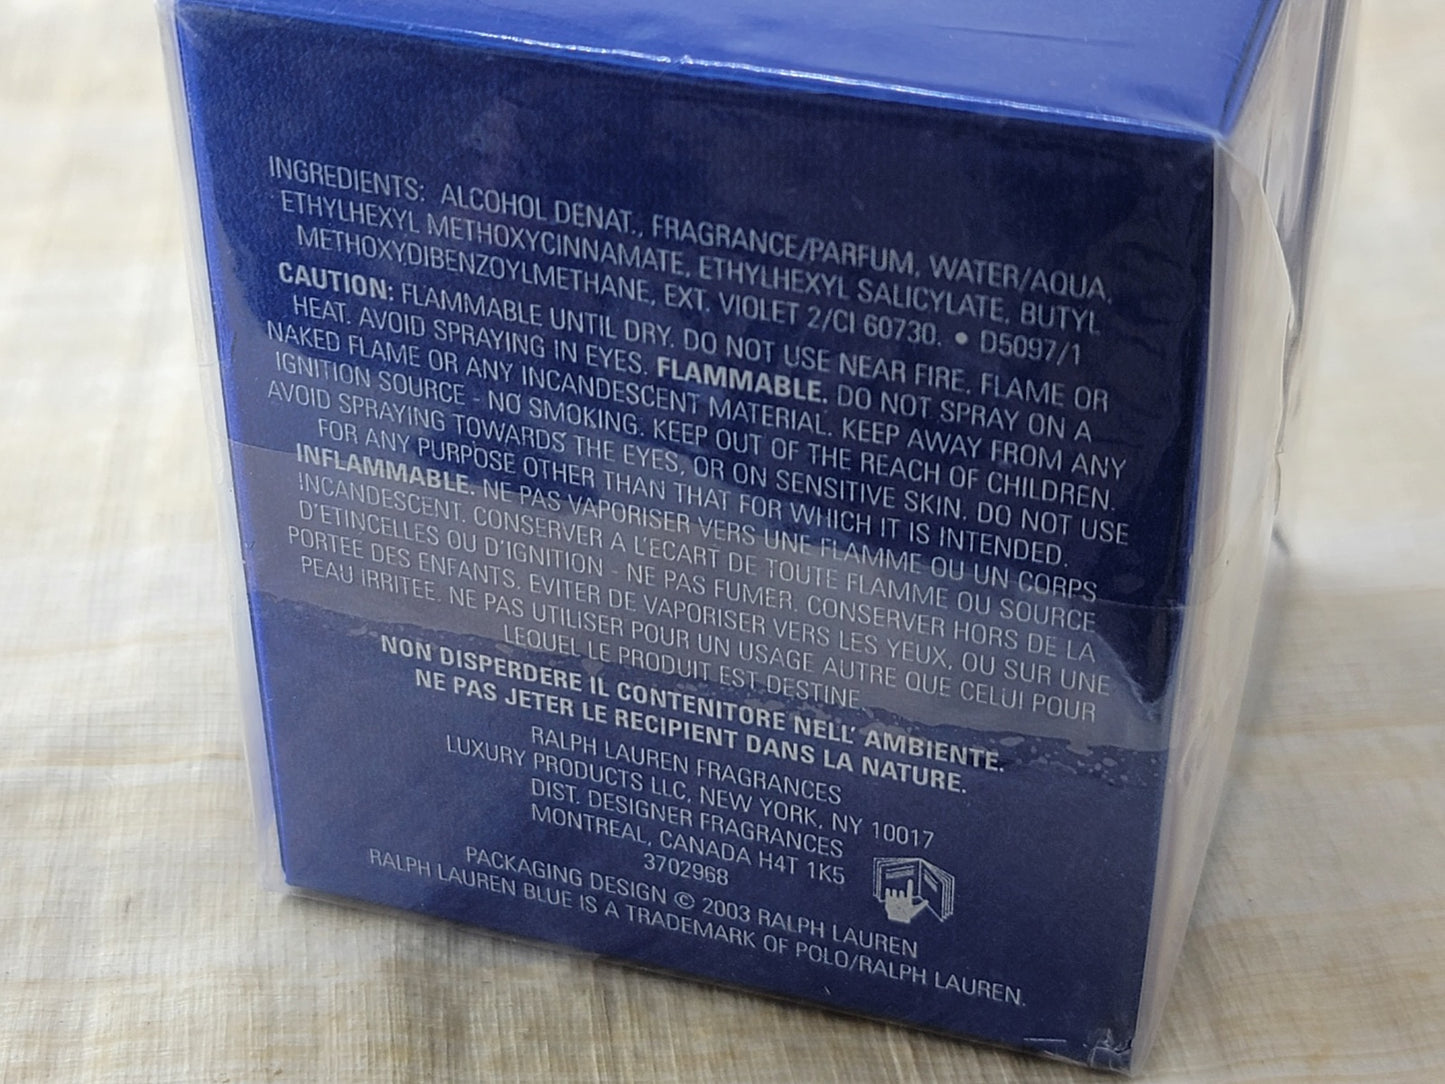 INGREDIENTS: ALCOHOL DENAT., FRAGRANCE/PARFUM, WATER/AQUA,
ETHYLHEXYL METHOXYCINNAMATE, ETHYLHEXYL SALICYLATE, BUTYL
METHOXYDIBENZOYLMETHANE, EXT. VIOLET 2/CI 60730. • D5097/1
CAUTION: FLAMMABLE UNTIL DRY. DO NOT USE NEAR FIRE, FLAME OR
HEAT. AVOID SPRAYING IN EYES. FLAMMABLE. DO NOT SPRAY ON A
NAKED FLAME OR ANY INCANDESCENT MATERIAL. KEEP AWAY FROM ANY
IGNITION SOURCE - NO SMOKING. KEEP OUT OF THE REACH OF CHILDREN.
AVOID SPRAYING TOWARDS THE EYES, OR ON SENSITIVE SKIN. DO NOT USE
FOR ANY PURPOSE OTHER THAN THAT FOR WHICH IT IS INTENDED.
INFLAMMABLE. NE PAS VAPORISER VERS UNE FLAMME OU UN CORPS
INCANDESCENT. CONSERVER A L'ECART DE TOUTE FLAMME OU SOURCE
D'ETINCELLES OU D'IGNITION - NE PAS FUMER. CONSERVER HORS DE LA
PORTEE DES ENFANTS. EVITER DE VAPORISER VERS LES YEUX, OU SUR UNE
PEAU IRRITEE. NE PAS UTILISER POUR UN USAGE AUTRE QUE CELUI POUR
LEQUEL LE PRODUIT EST DESTINE.
NON DISPERDERE IL CONTENITORE NELL' AMBIENTE.
NE PAS JETER LE RECIPIENT DANS LA NATURE.
RALPH LAUREN FRAGRANCES
LUXURY PRODUCTS LLC, NEW YORK, NY 10017
DIST. DESIGNER FRAGRANCES
MONTREAL, CANADA H4T 1K5
3702968
PACKAGING DESIGN © 2003 RALPH LAUREN
RALPH LAUREN BLUE IS A TRADEMARK OF POLO/RALPH LAUREN.